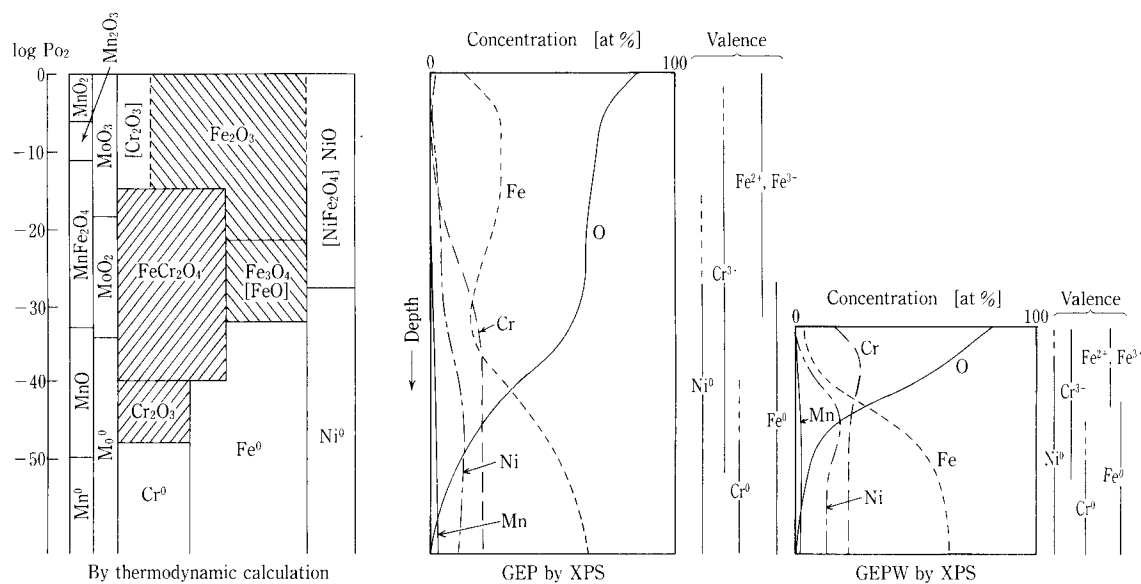 log Po₂
0
-10
-20
-30
-40
-50
MnO₂
Mn₂O₃
MnFe₂O₄
MnO
Mn⁰
MoO₃
MoO₂
M₀⁰
[Cr₂O₃]
Fe₂O₃
FeCr₂O₄
Fe₃O₄
[FeO]
Cr₂O₃
Cr⁰
Fe⁰
[NiFe₂O₄] NiO
Ni⁰
By thermodynamic calculation
Concentration [at %]
0 100
Valence
Depth
Fe
O
Cr
Ni
Mn
Ni⁰
Cr³⁻
Cr⁰
Fe²⁺, Fe³⁻
Fe⁰
GEP by XPS
Concentration [at %]
0 100
Valence
Cr
O
Mn
Fe
Ni
Ni⁰
Cr³⁻
Cr⁰
Fe²⁺, Fe³⁺
Fe⁰
GEPW by XPS